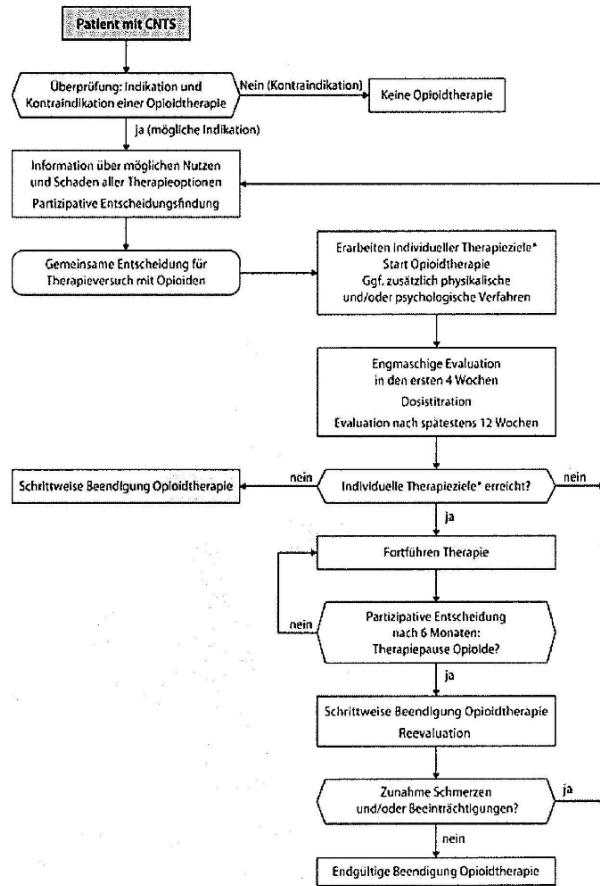 Patient mit CNTS
Überprüfung: Indikation und
Kontraindikation einer Opioidtherapie
Nein (Kontraindikation)
Keine Opioidtherapie
ja (mögliche Indikation)
Information über möglichen Nutzen
und Schaden aller Therapieoptionen
Partizipative Entscheidungsfindung
Gemeinsame Entscheidung für
Therapieversuch mit Opioiden
Erarbeiten Individueller Therapieziele*
Start Opioidtherapie
Ggf. zusätzlich physikalische
und/oder psychologische Verfahren
Engmaschige Evaluation
in den ersten 4 Wochen
Dosistitration
Evaluation nach spätestens 12 Wochen
Schrittweise Beendigung Opioidtherapie
nein
Individuelle Therapieziele* erreicht?
nein
ja
Fortführen Therapie
nein
Partizipative Entscheidung
nach 6 Monaten:
Therapiepause Opioide?
ja
Schrittweise Beendigung Opioidtherapie
Reevaluation
Zunahme Schmerzen
und/oder Beeinträchtigungen?
ja
nein
Endgültige Beendigung Opioidtherapie